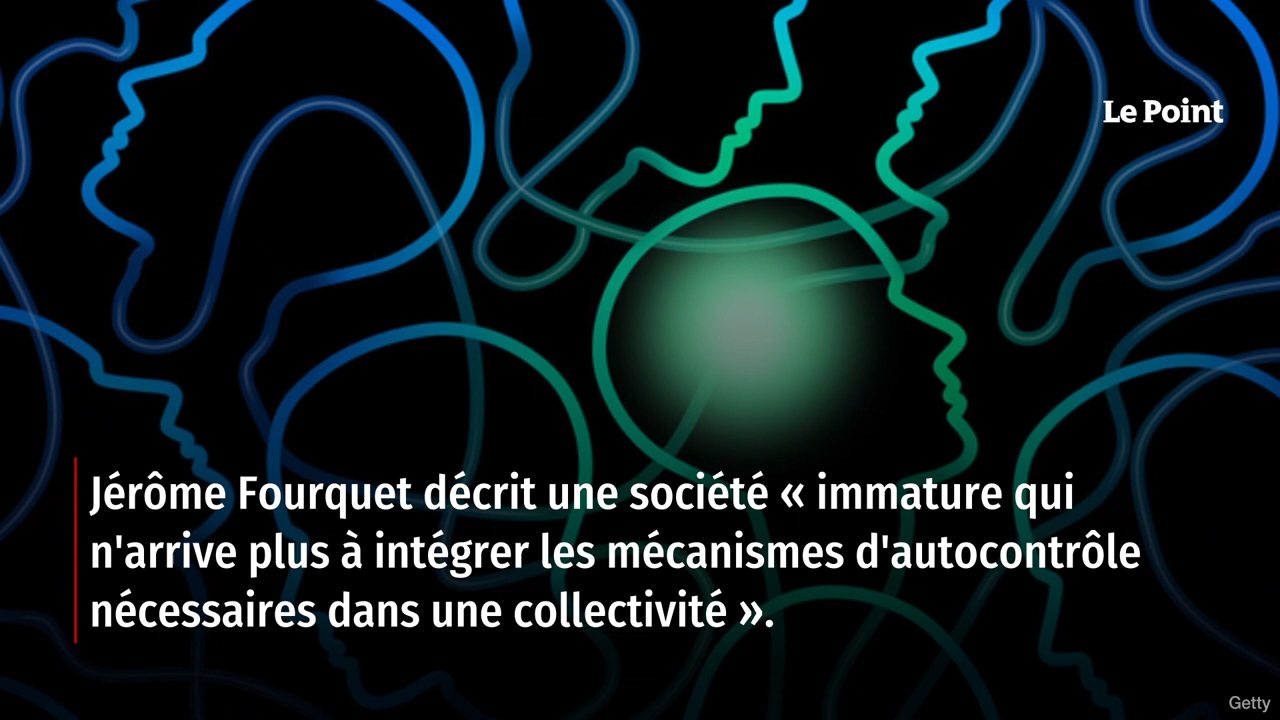 Le Point
Jérôme Fourquet décrit une société « immature qui
n'arrive plus à intégrer les mécanismes d'autocontrôle
nécessaires dans une collectivité ».
Getty